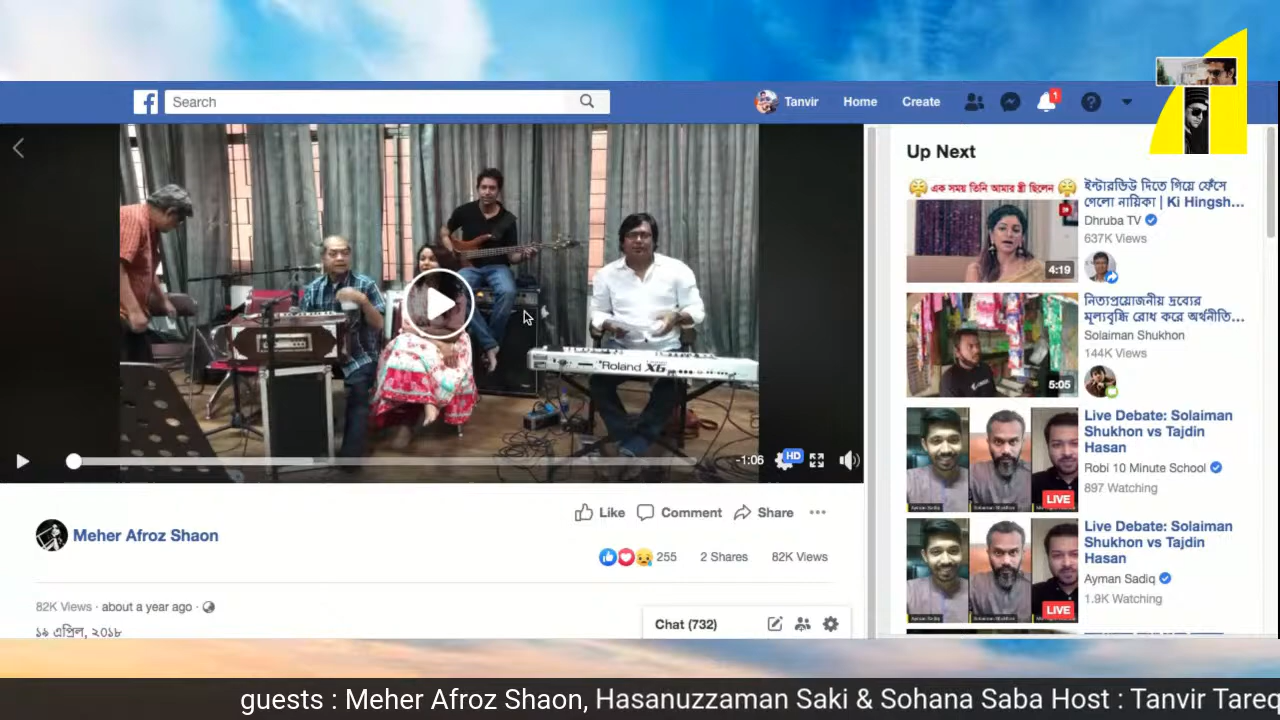 Search
Tanvir
Home
Create
1
Up Next
এক সময় তিনি আমার স্ত্রী ছিলেন
4:19
ইন্টারভিউ দিতে গিয়ে ফেঁসে
গেলো নায়িকা | Ki Hingsh...
Dhruba TV
637K Views
5:05
নিত্যপ্রয়োজনীয় দ্রব্যের
মূল্যবৃদ্ধি রোধ করে অর্থনীতি...
Solaiman Shukhon
144K Views
LIVE
Live Debate: Solaiman
Shukhon vs Tajdin
Hasan
Robi 10 Minute School
897 Watching
LIVE
Live Debate: Solaiman
Shukhon vs Tajdin
Hasan
Ayman Sadiq
1.9K Watching
Roland X6
-1:06
HD
Like
Comment
Share
Meher Afroz Shaon
255
2 Shares
82K Views
82K Views · about a year ago ·
১৯ এপ্রিল, ২০১৮
Chat (732)
guests : Meher Afroz Shaon, Hasanuzzaman Saki & Sohana Saba Host : Tanvir Tareq